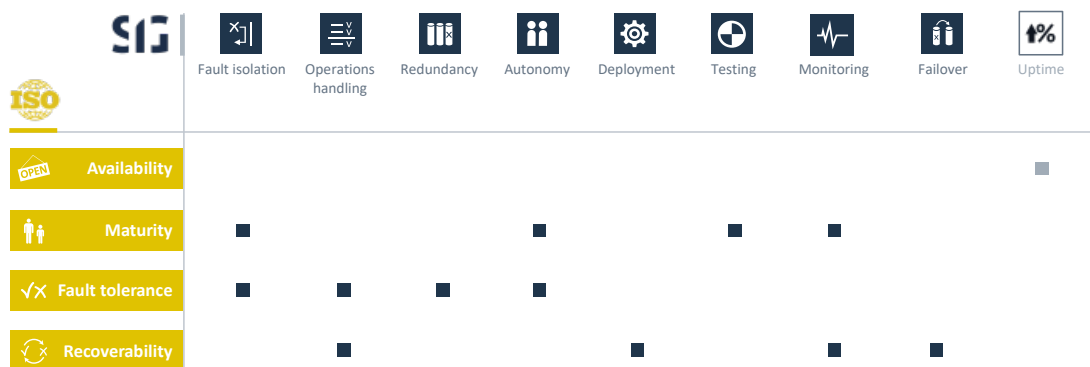 SIG
Fault isolation
Operations
handling
Redundancy
Autonomy
Deployment
Testing
Monitoring
Failover
%
Uptime
ISO
OPEN
Availability
Maturity
Fault tolerance
Recoverability